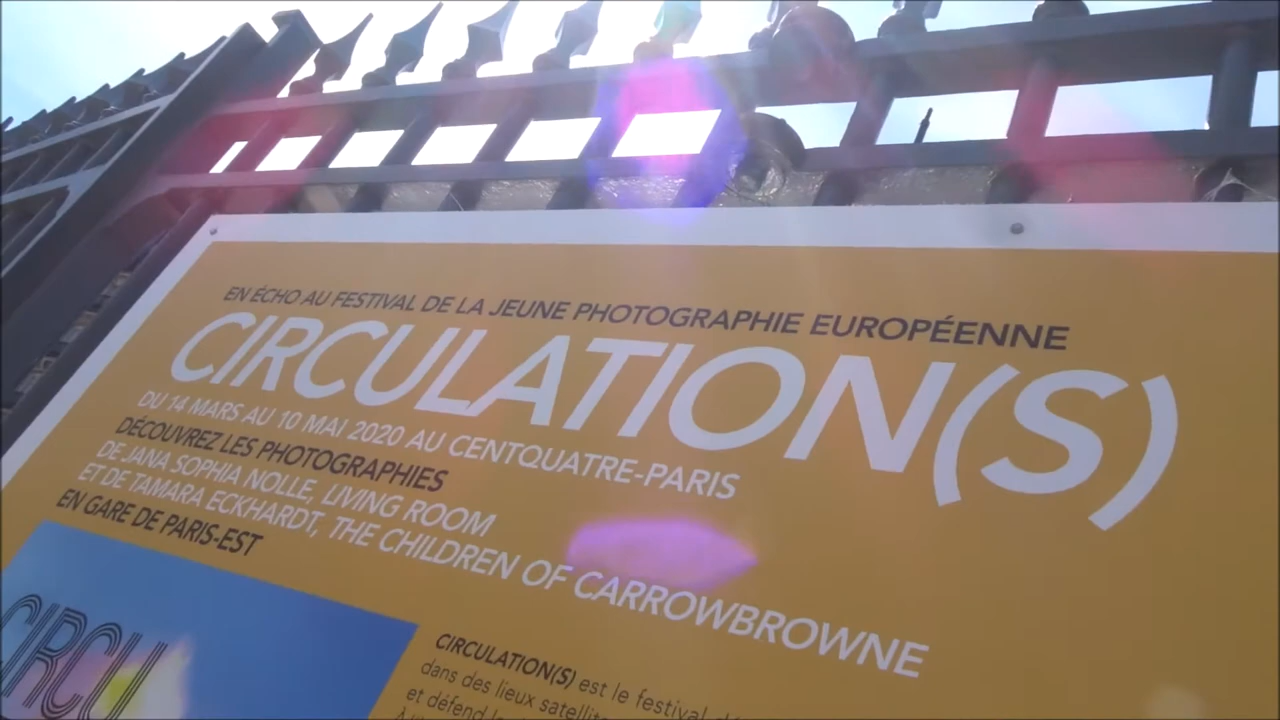 EN ÉCHO AU FESTIVAL DE LA JEUNE PHOTOGRAPHIE EUROPÉENNE
CIRCULATION(S)
DU 14 MARS AU 10 MAI 2020 AU CENTQUATRE-PARIS
DÉCOUVREZ LES PHOTOGRAPHIES
DE JANA SOPHIA NOLLE, LIVING ROOM
ET DE TAMARA ECKHARDT, THE CHILDREN OF CARROWBROWNE
EN GARE DE PARIS-EST
CIRCU
CIRCULATION(S) est le festival
dans des lieux
et défend